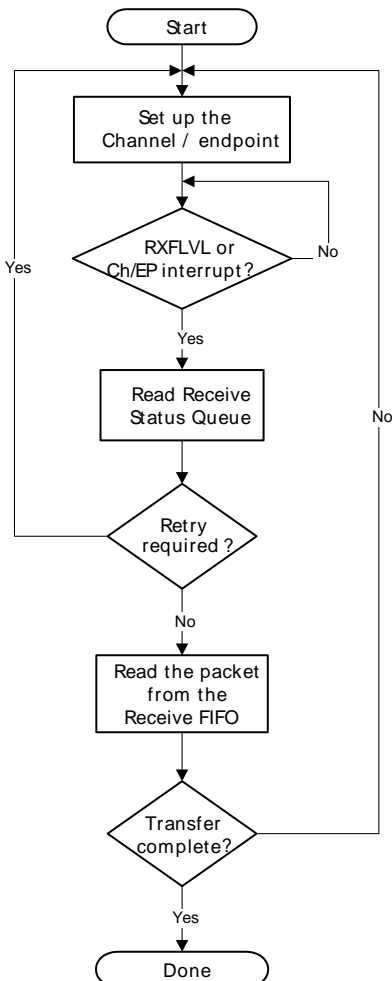 Start
Set up the
Channel / endpoint
RXFLVL or
Ch/EP interrupt?
No
Yes
Yes
Read Receive
Status Queue
No
Retry
required?
No
Read the packet
from the
Receive FIFO
Transfer
complete?
Yes
Done